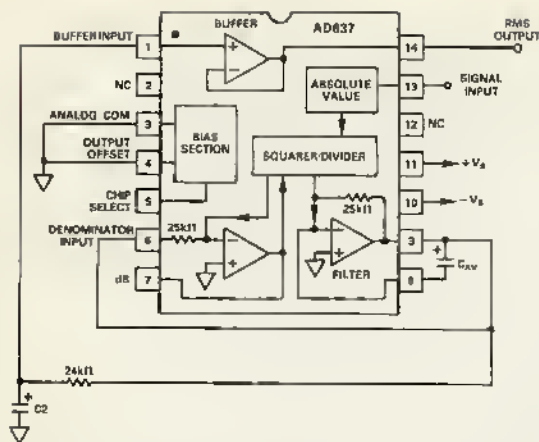 BUFFER
AD637
BUFFER INPUT
1
14
RMS
OUTPUT
NC
2
ABSOLUTE
VALUE
13
SIGNAL
INPUT
ANALOG COM
3
12
NC
OUTPUT
OFFSET
4
BIAS
SECTION
SQUARER/DIVIDER
11
+VS
CHIP
SELECT
5
25kΩ
25kΩ
10
-VS
DENOMINATOR
INPUT
6
9
+
CAV
dB
7
FILTER
8
24kΩ
+
C2